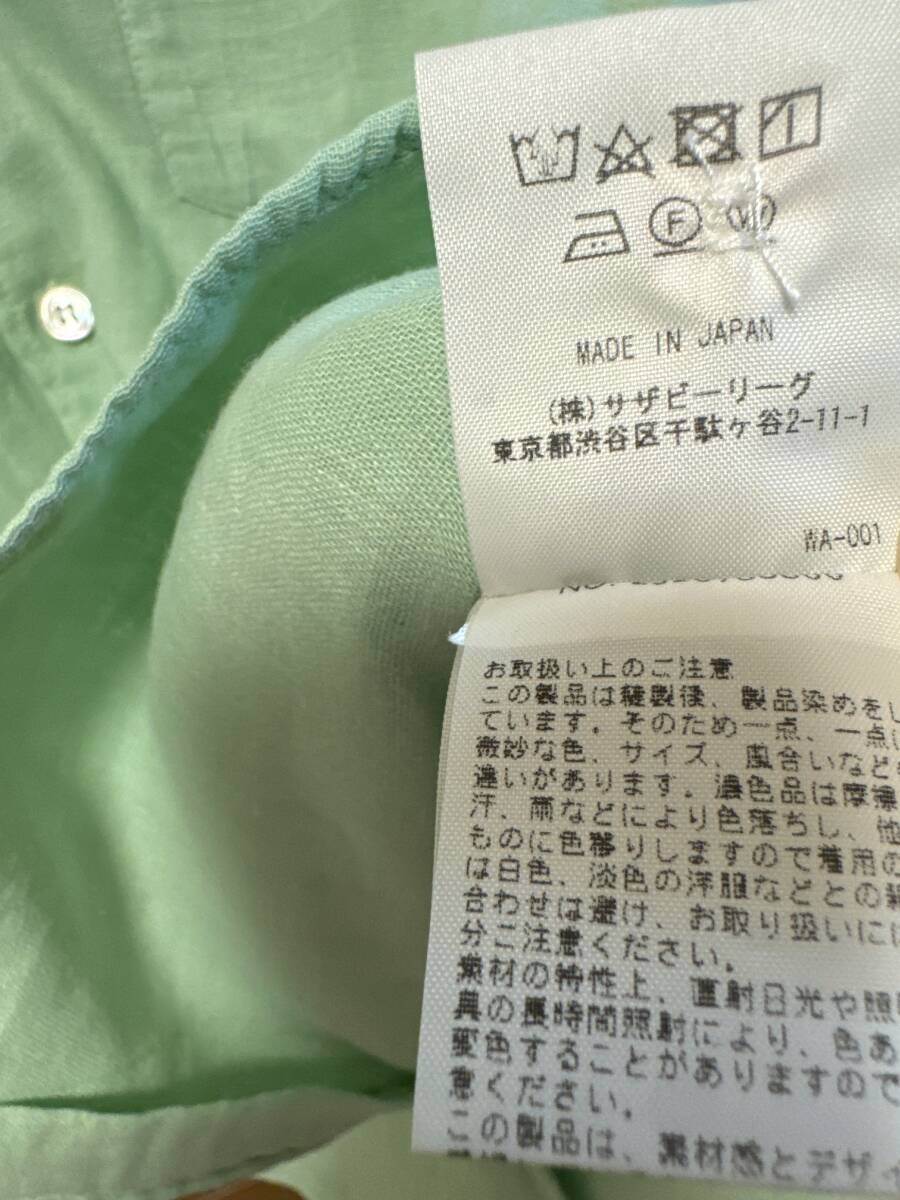 F W
MADE IN JAPAN
(株)サザビーリーグ
東京都渋谷区千駄ヶ谷2-11-1
WA-001
お取扱い上のご注意
この製品は縫製後、製品染めをし
ています。そのため一点、一点に
微妙な色、サイズ、風合いなど
違いがあります。濃色品は摩擦
汗、雨などにより色落ちし、他
ものに色移りしますので着用の
は白色、淡色の洋服などとの組
合わせは避け、お取り扱いには
分ご注意ください。
素材の特性上、直射日光や照明
具の長時間照射により、色あ
変色することがありますので
意ください。
この製品は、素材感とデザイ